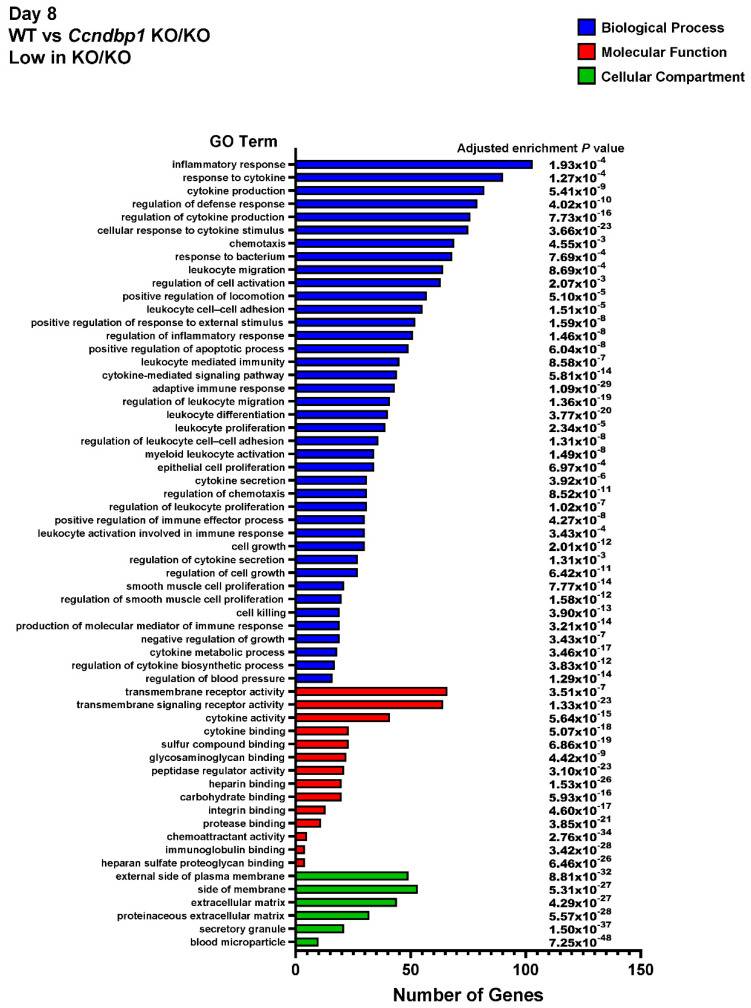 Day 8
WT vs Ccndbp1 KO/KO
Low in KO/KO
Biological Process
Molecular Function
Cellular Compartment
GO Term Adjusted enrichment P value
inflammatory response 1.93x10⁻⁴
response to cytokine 1.27x10⁻⁴
cytokine production 5.41x10⁻⁹
regulation of defense response 4.02x10⁻¹⁰
regulation of cytokine production 7.73x10⁻¹⁶
cellular response to cytokine stimulus 3.66x10⁻²³
chemotaxis 4.55x10⁻³
response to bacterium 7.69x10⁻⁴
leukocyte migration 8.69x10⁻⁴
regulation of cell activation 2.07x10⁻³
positive regulation of locomotion 5.10x10⁻⁵
leukocyte cell–cell adhesion 1.51x10⁻⁵
positive regulation of response to external stimulus 1.59x10⁻⁸
regulation of inflammatory response 1.46x10⁻⁸
positive regulation of apoptotic process 6.04x10⁻⁸
leukocyte mediated immunity 8.58x10⁻⁷
cytokine-mediated signaling pathway 5.81x10⁻¹⁴
adaptive immune response 1.09x10⁻²⁹
regulation of leukocyte migration 1.36x10⁻¹⁹
leukocyte differentiation 3.77x10⁻²⁰
leukocyte proliferation 2.34x10⁻⁵
regulation of leukocyte cell–cell adhesion 1.31x10⁻⁸
myeloid leukocyte activation 1.49x10⁻⁸
epithelial cell proliferation 6.97x10⁻⁴
cytokine secretion 3.92x10⁻⁶
regulation of chemotaxis 8.52x10⁻¹¹
regulation of leukocyte proliferation 1.02x10⁻⁷
positive regulation of immune effector process 4.27x10⁻⁸
leukocyte activation involved in immune response 3.43x10⁻⁴
cell growth 2.01x10⁻¹²
regulation of cytokine secretion 1.31x10⁻³
regulation of cell growth 6.42x10⁻¹¹
smooth muscle cell proliferation 7.77x10⁻¹⁴
regulation of smooth muscle cell proliferation 1.58x10⁻¹²
cell killing 3.90x10⁻¹³
production of molecular mediator of immune response 3.21x10⁻¹⁴
negative regulation of growth 3.43x10⁻⁷
cytokine metabolic process 3.46x10⁻¹⁷
regulation of cytokine biosynthetic process 3.83x10⁻¹²
regulation of blood pressure 1.29x10⁻¹⁴
transmembrane receptor activity 3.51x10⁻⁷
transmembrane signaling receptor activity 1.33x10⁻²³
cytokine activity 5.64x10⁻¹⁵
cytokine binding 5.07x10⁻¹⁸
sulfur compound binding 6.86x10⁻¹⁹
glycosaminoglycan binding 4.42x10⁻⁹
peptidase regulator activity 3.10x10⁻²³
heparin binding 1.53x10⁻²⁶
carbohydrate binding 5.93x10⁻¹⁶
integrin binding 4.60x10⁻¹⁷
protease binding 3.85x10⁻²¹
chemoattractant activity 2.76x10⁻³⁴
immunoglobulin binding 3.42x10⁻²⁸
heparan sulfate proteoglycan binding 6.46x10⁻²⁶
external side of plasma membrane 8.81x10⁻³²
side of membrane 5.31x10⁻²⁷
extracellular matrix 4.29x10⁻²⁷
proteinaceous extracellular matrix 5.57x10⁻²⁸
secretory granule 1.50x10⁻³⁷
blood microparticle 7.25x10⁻⁴⁸
0 50 100 150
Number of Genes